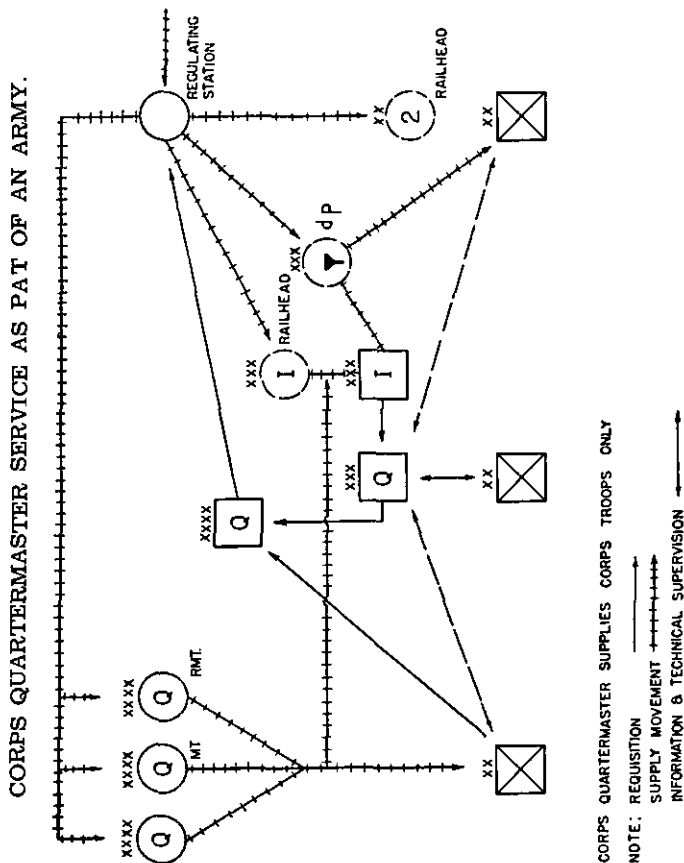 CORPS QUARTERMASTER SERVICE AS PAT OF AN ARMY.
XXXX
Q
XXXX
Q
MT.
XXXX
Q
RMT.
REGULATING
STATION
XXXX
Q
XXX
I
RAILHEAD
XXX
Y
dP
XX
2
RAILHEAD
XXX
Q
XXX
I
XX
XX
XX
CORPS QUARTERMASTER SUPPLIES CORPS TROOPS ONLY
NOTE: REQUISITION
SUPPLY MOVEMENT
INFORMATION & TECHNICAL SUPERVISION